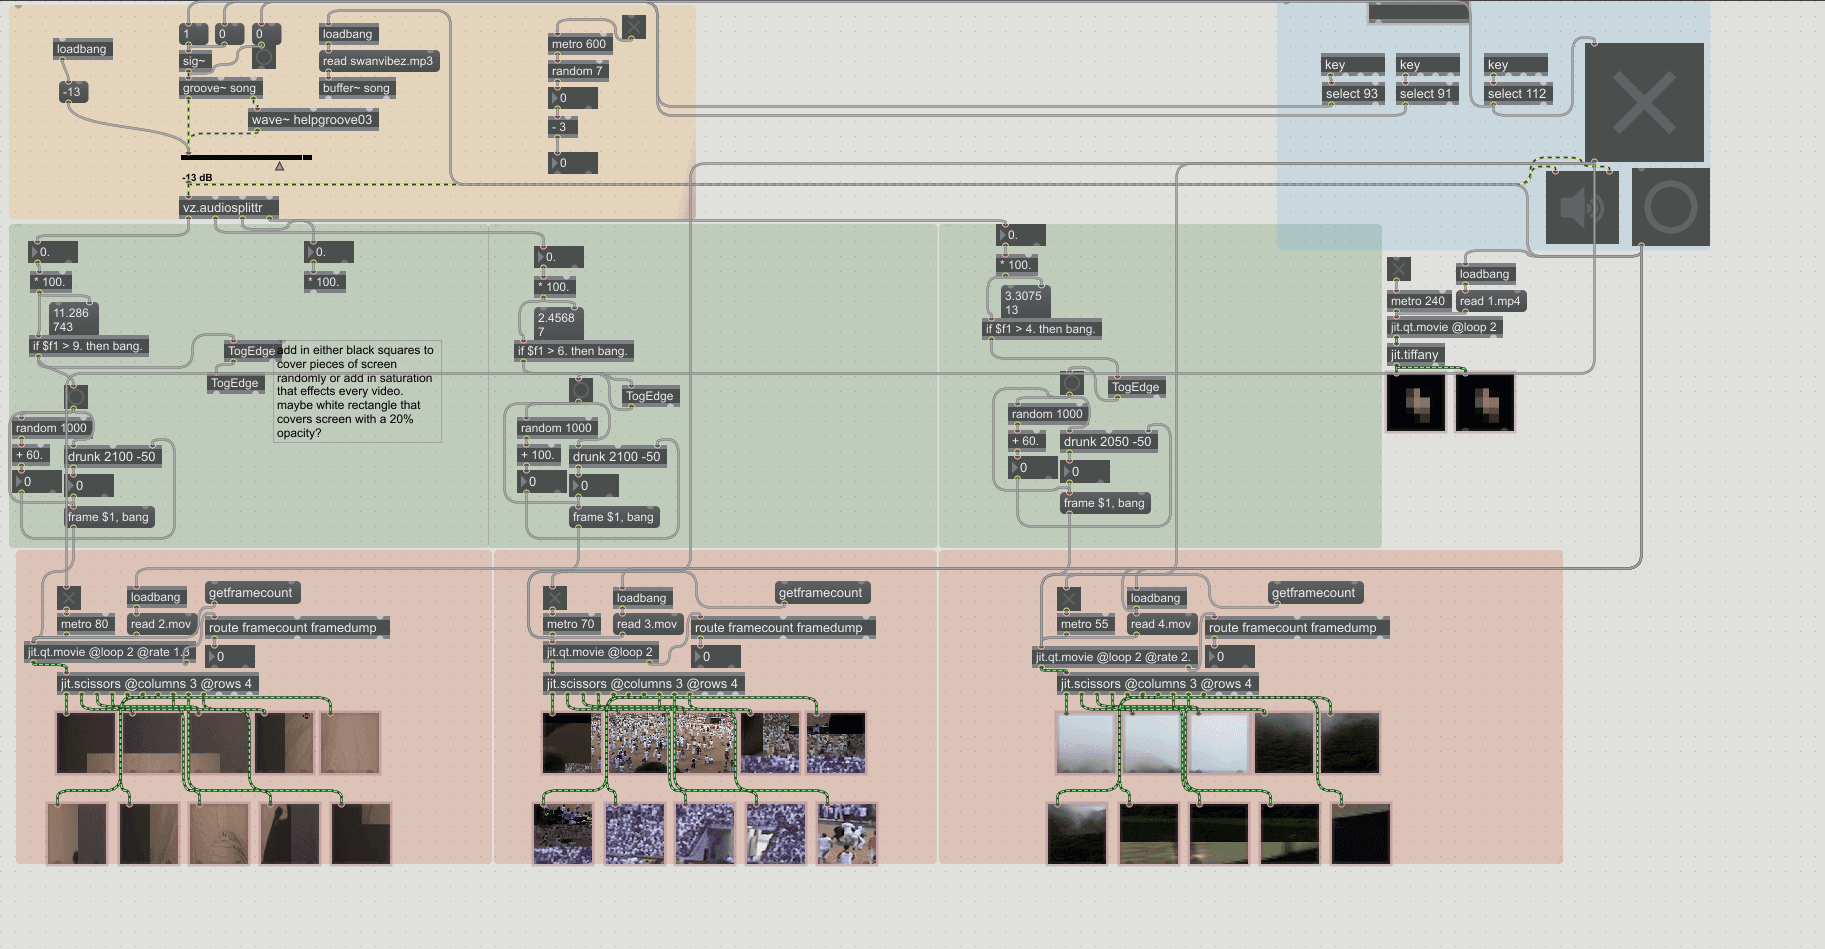 loadbang
-13
1
0
0
sig~
groove~ song
wave~ helpgroove03
loadbang
read swanvibez.mp3
buffer~ song
metro 600
random 7
0
- 3
0
-13 dB
vz.audiosplittr
key
select 93
key
select 91
key
select 112
0.
* 100.
11.286
743
if $f1 > 9. then bang.
0.
* 100.
TogEdge
TogEdge
add in either black squares to
cover pieces of screen
randomly or add in saturation
that effects every video.
maybe white rectangle that
covers screen with a 20%
opacity?
random 1000
+ 60.
drunk 2100 -50
0
0
frame $1, bang
0.
* 100.
2.4568
7
if $f1 > 6. then bang.
TogEdge
random 1000
+ 100.
drunk 2100 -50
0
0
frame $1, bang
0.
* 100.
3.3075
13
if $f1 > 4. then bang.
TogEdge
random 1000
+ 60.
drunk 2050 -50
0
0
frame $1, bang
loadbang
metro 240
read 1.mp4
jit.qt.movie @loop 2
jit.tiffany
loadbang
getframecount
metro 80
read 2.mov
route framecount framedump
jit.qt.movie @loop 2 @rate 1.3
0
jit.scissors @columns 3 @rows 4
loadbang
getframecount
metro 70
read 3.mov
route framecount framedump
jit.qt.movie @loop 2
0
jit.scissors @columns 3 @rows 4
loadbang
getframecount
metro 55
read 4.mov
route framecount framedump
jit.qt.movie @loop 2 @rate 2.
0
jit.scissors @columns 3 @rows 4